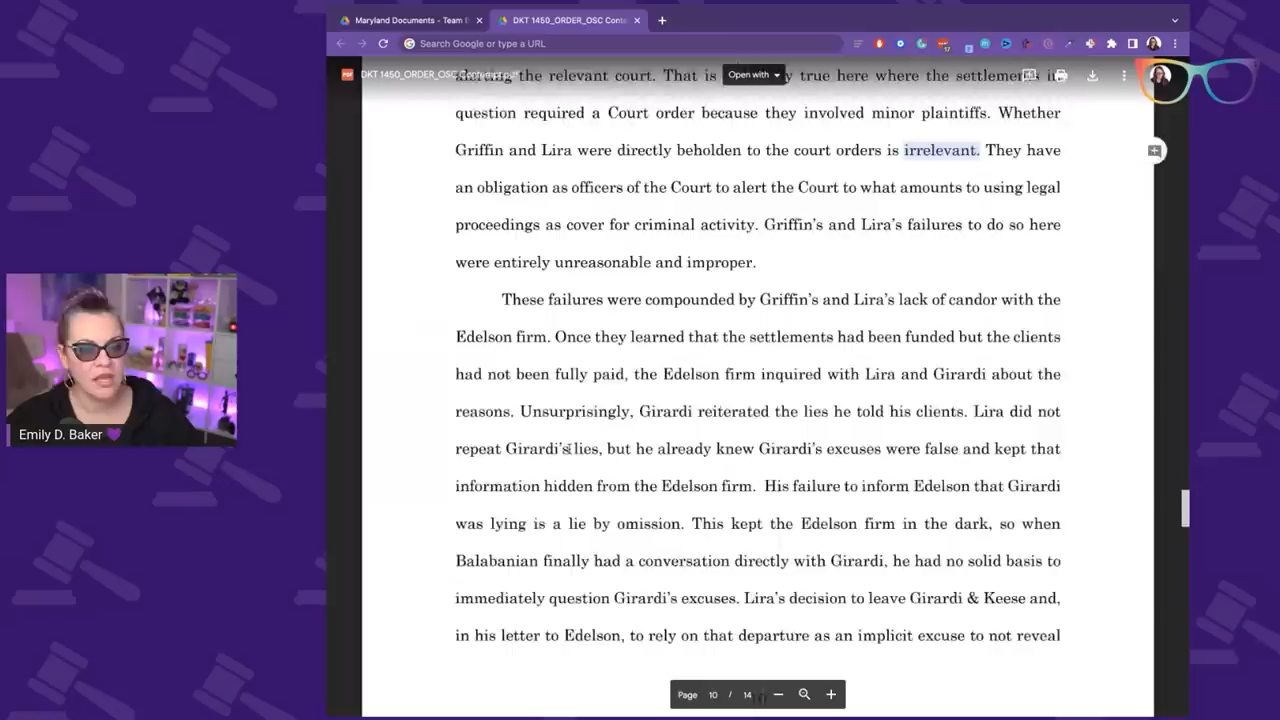 Maryland Documents - Team
DKT 1450_ORDER_OSC Conte
Search Google or type a URL
DKT 1450_ORDER_OSC Contempt.pdf
Open with
the relevant court. That is true here where the settlements in
question required a Court order because they involved minor plaintiffs. Whether
Griffin and Lira were directly beholden to the court orders is irrelevant. They have
an obligation as officers of the Court to alert the Court to what amounts to using legal
proceedings as cover for criminal activity. Griffin's and Lira's failures to do so here
were entirely unreasonable and improper.
These failures were compounded by Griffin's and Lira's lack of candor with the
Edelson firm. Once they learned that the settlements had been funded but the clients
had not been fully paid, the Edelson firm inquired with Lira and Girardi about the
reasons. Unsurprisingly, Girardi reiterated the lies he told his clients. Lira did not
repeat Girardi's lies, but he already knew Girardi's excuses were false and kept that
information hidden from the Edelson firm. His failure to inform Edelson that Girardi
was lying is a lie by omission. This kept the Edelson firm in the dark, so when
Balabanian finally had a conversation directly with Girardi, he had no solid basis to
immediately question Girardi's excuses. Lira's decision to leave Girardi & Keese and,
in his letter to Edelson, to rely on that departure as an implicit excuse to not reveal
Page 10 / 14
Emily D. Baker